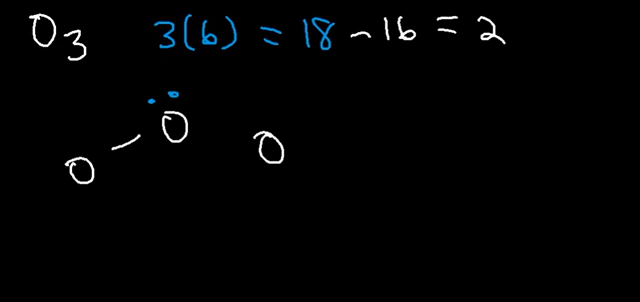 O₃ 3(6) = 18 - 16 = 2
O - O O